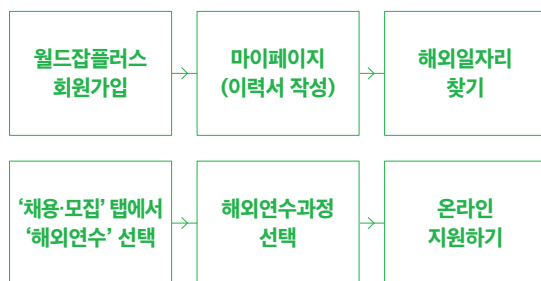 월드잡플러스
회원가입
마이페이지
(이력서 작성)
해외일자리
찾기
‘채용·모집’ 탭에서
‘해외연수’ 선택
해외연수과정
선택
온라인
지원하기